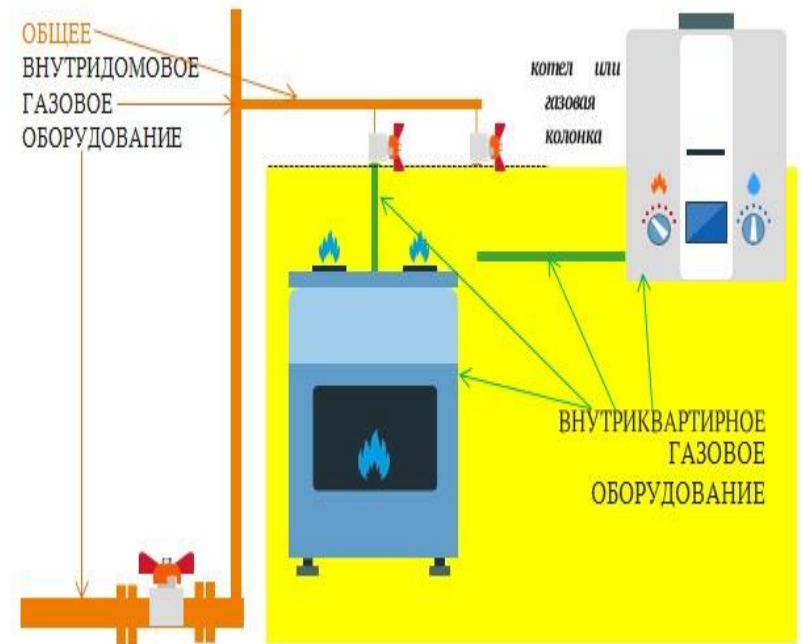 ОБЩЕЕ
ВНУТРИДОМОВОЕ
ГАЗОВОЕ
ОБОРУДОВАНИЕ
котел или
газовая
колонка
ВНУТРИКВАРТИРНОЕ
ГАЗОВОЕ
ОБОРУДОВАНИЕ